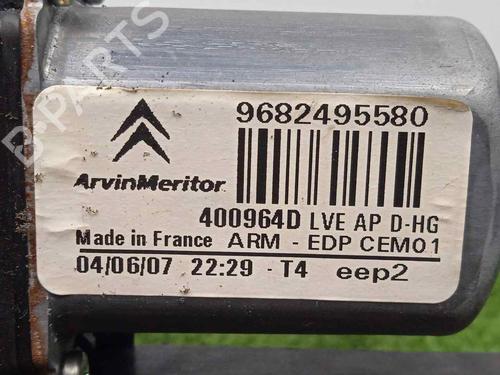 B-PARTS
9682495580
ArvinMeritor
400964D LVE AP D-HG
Made in France ARM - EDP CEM01
04/06/07 22:29 - T4 eep2